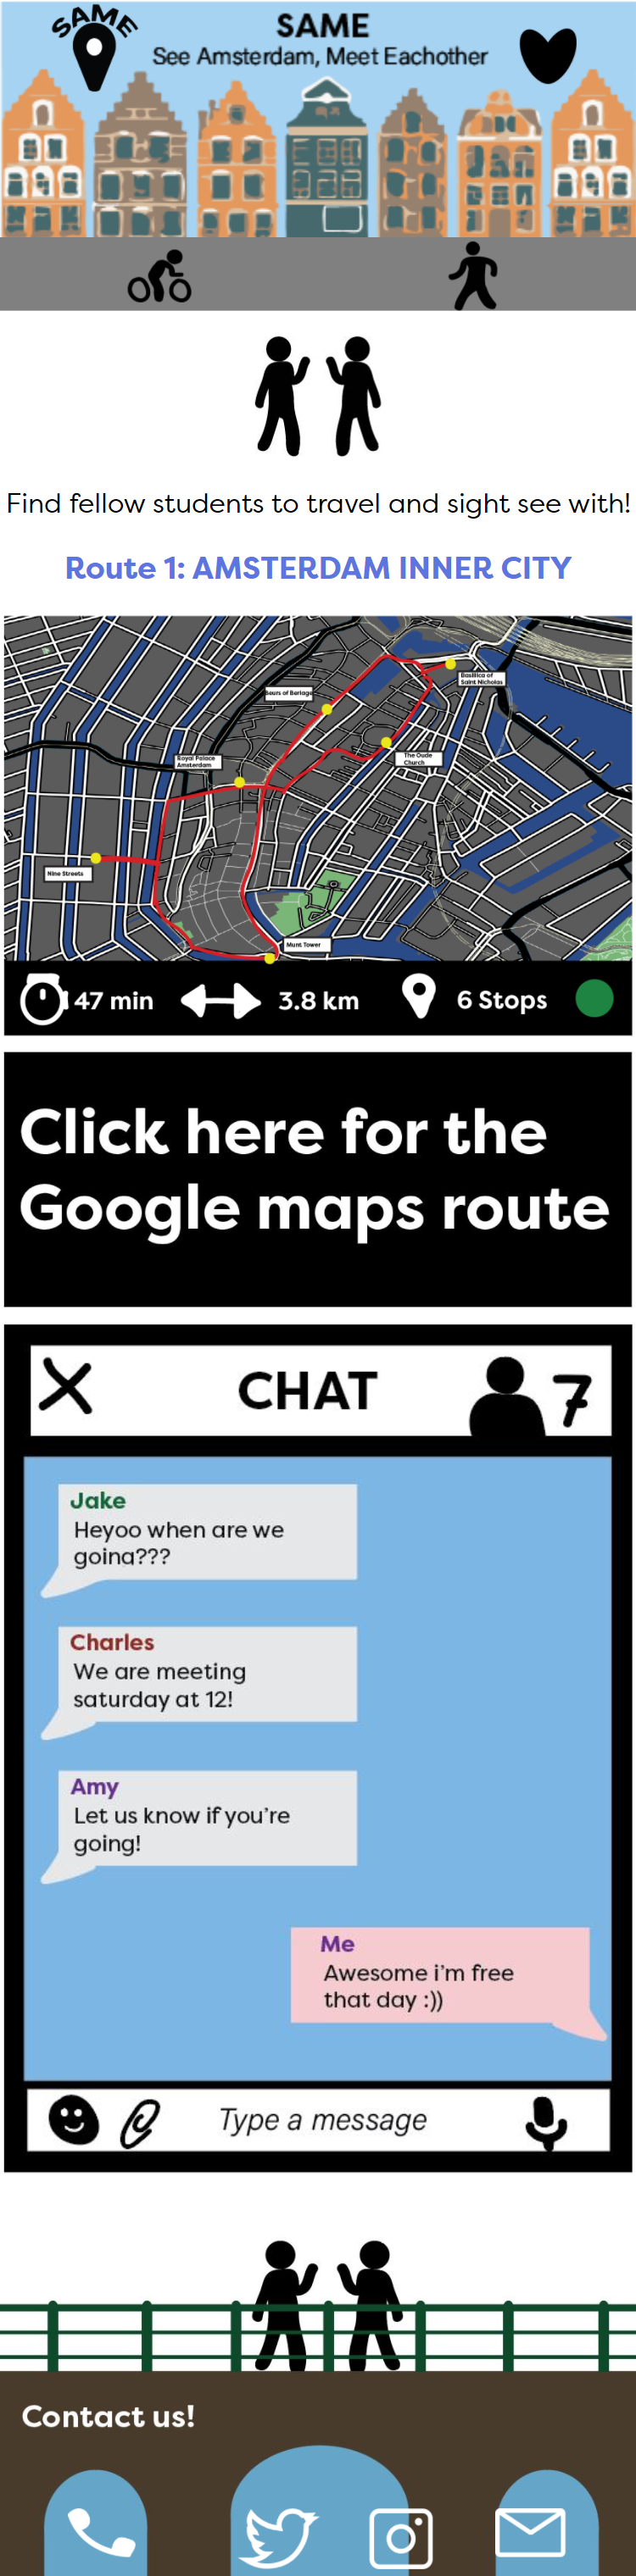 SAME
SAME
See Amsterdam, Meet Eachother
Find fellow students to travel and sight see with!
Route 1: AMSTERDAM INNER CITY
Basilica of
Saint Nicholas
Beurs of Berlage
The Oude
Church
Royal Palace
Amsterdam
Nine Streets
Munt Tower
47 min
3.8 km
6 Stops
Click here for the
Google maps route
CHAT
7
Jake
Heyoo when are we
going???
Charles
We are meeting
saturday at 12!
Amy
Let us know if you're
going!
Me
Awesome i'm free
that day :))
Type a message
Contact us!